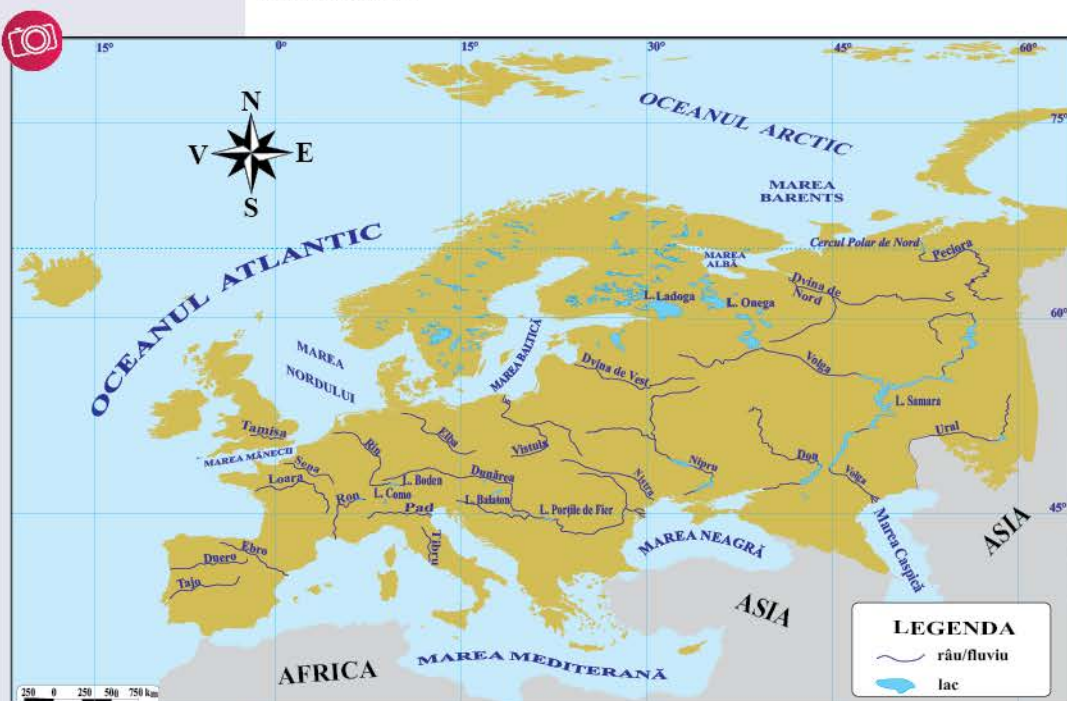 15°
0°
15°
30°
45°
60°
75°
60°
45°
N
V
E
S
OCEANUL ARCTIC
MAREA
BARENTS
Cercul Polar de Nord
Peciora
OCEANUL ATLANTIC
MAREA
ALBĂ
Dvina de
Nord
L. Ladoga
L. Onega
MAREA
NORDULUI
MAREA BALTICĂ
Dvina de Vest
Volga
L. Samara
Tamisa
Elba
Vistula
Ural
MAREA MÂNECII
Rin
Sena
Nipru
Don
Volga
Loara
L. Boden
Dunărea
Nistru
Ron
L. Como
L. Balaton
L. Porțile de Fier
Pad
Tibru
Ebro
Duero
Tajo
MAREA NEAGRĂ
Marea Caspică
ASIA
ASIA
AFRICA
MAREA MEDITERANĂ
LEGENDA
râu/fluviu
lac
250 0 250 500 750 km